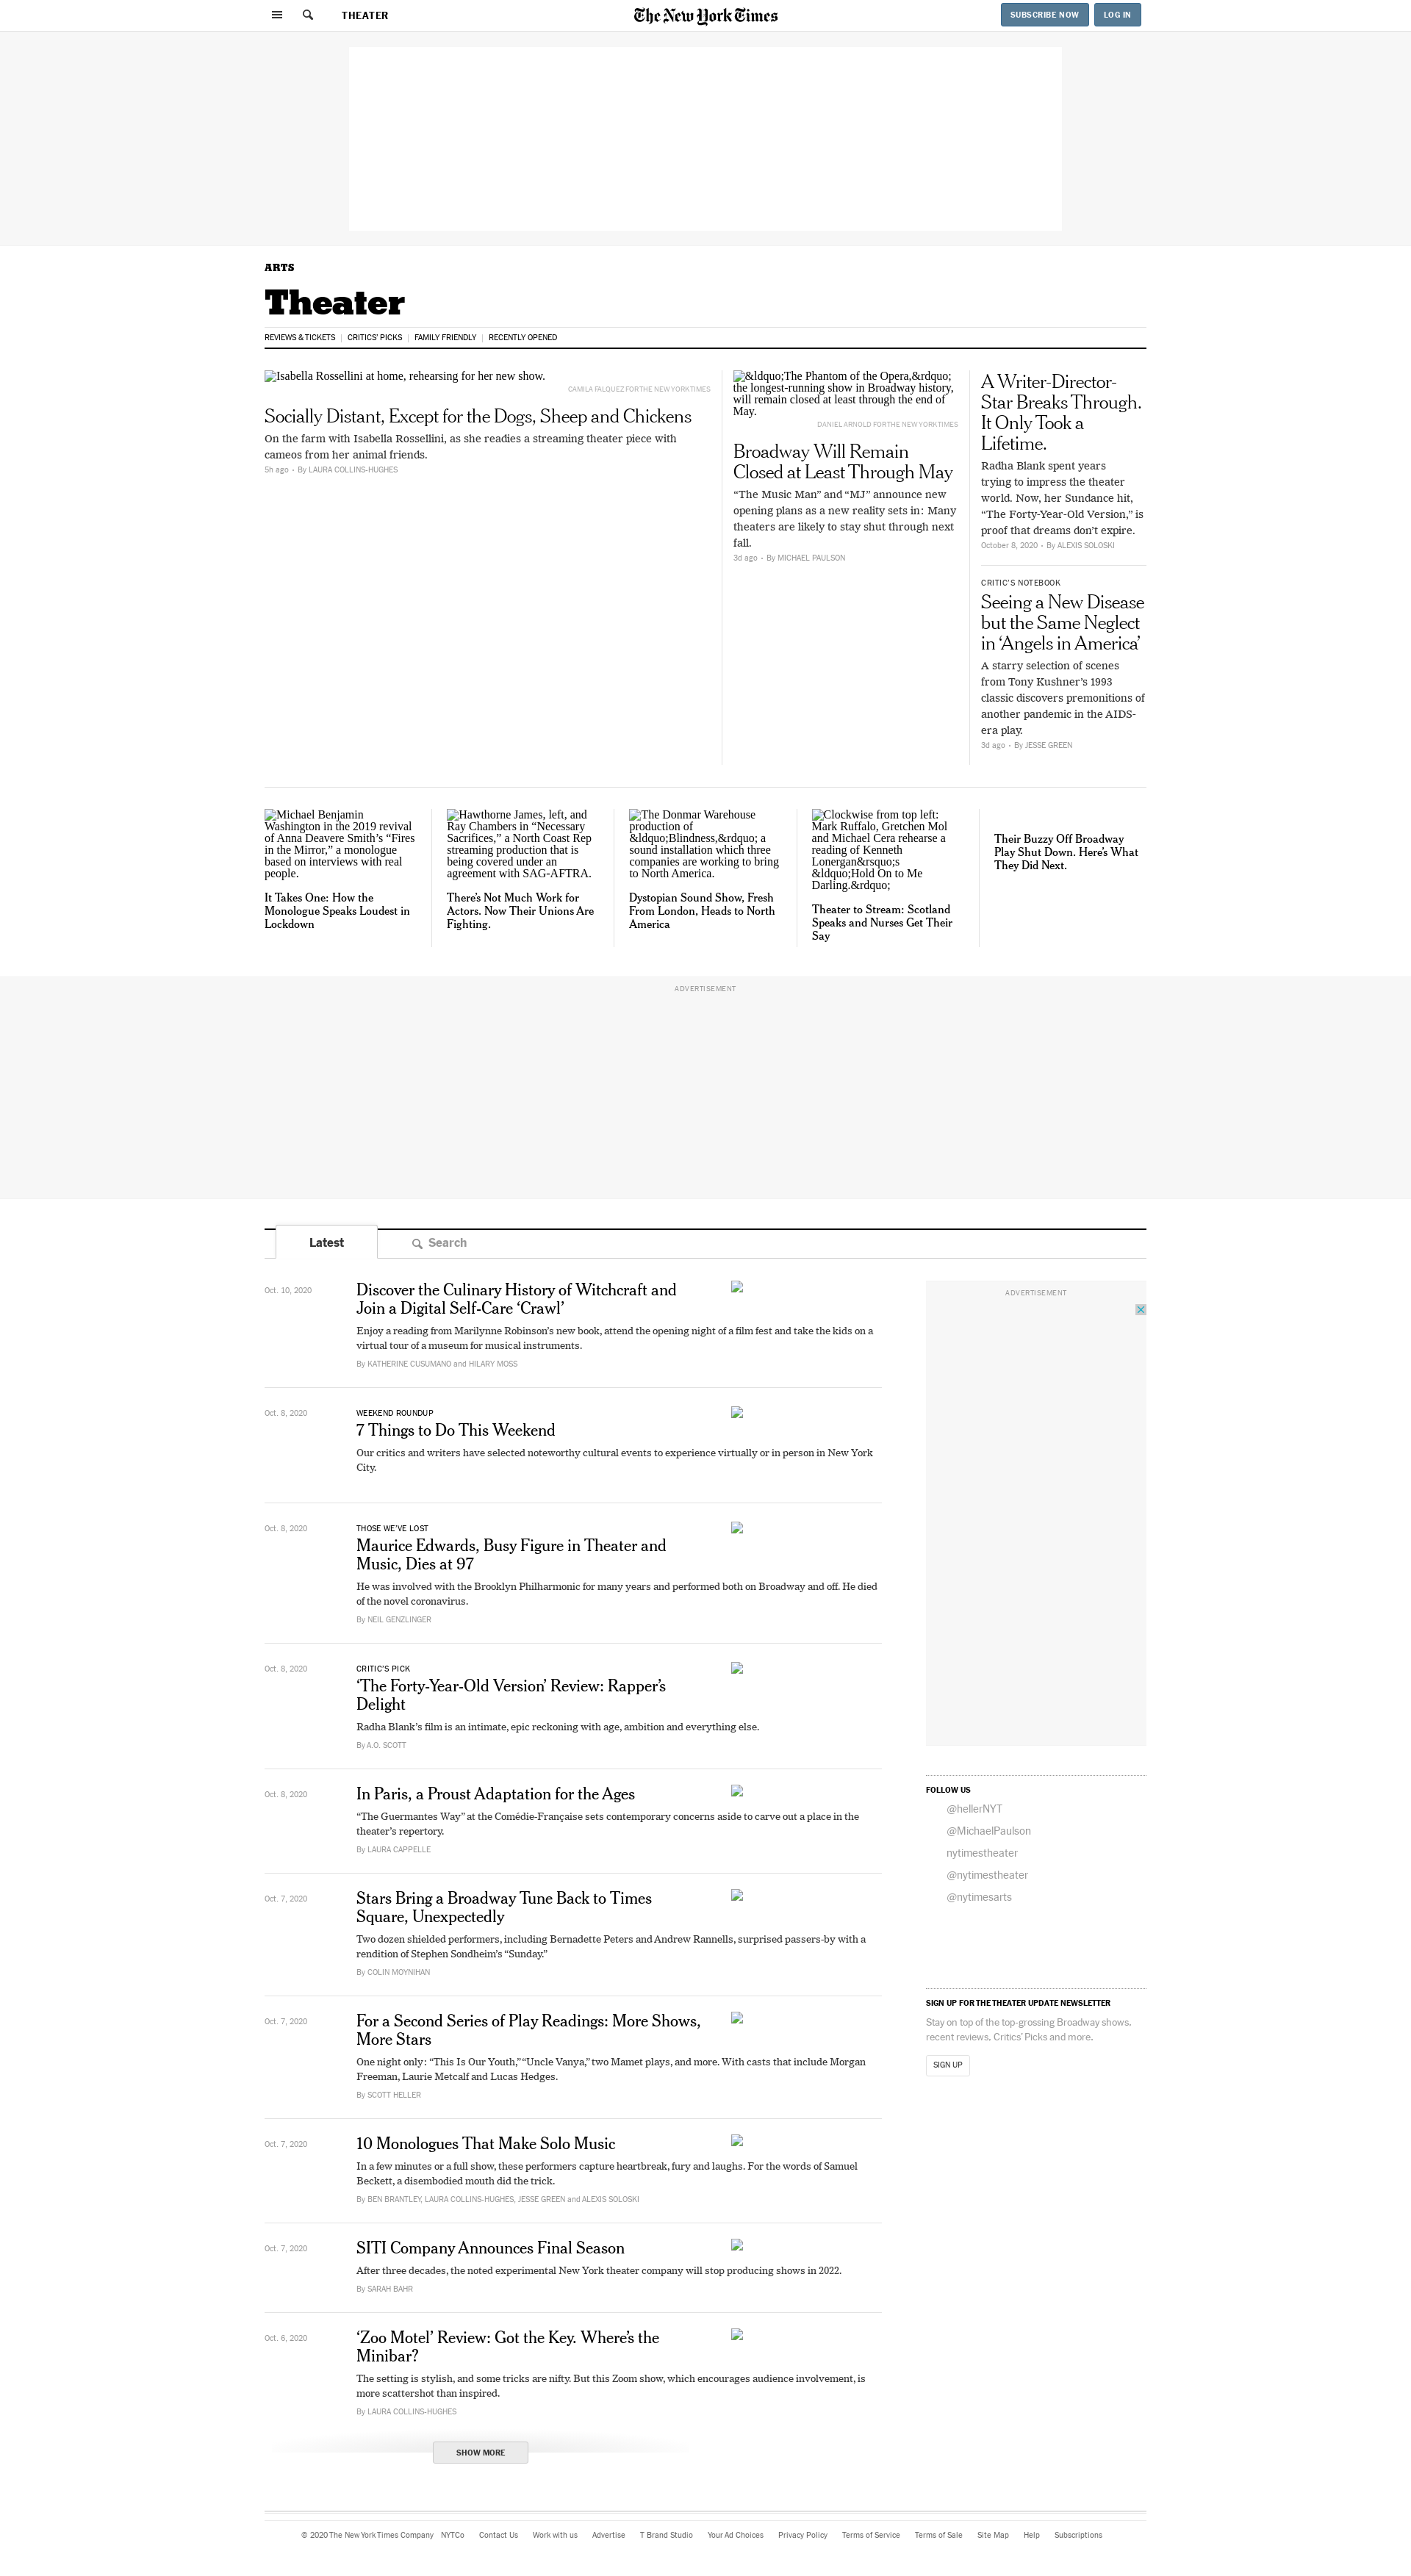 THEATER
The New York Times
SUBSCRIBE NOW
LOG IN
ARTS
Theater
REVIEWS & TICKETS
CRITICS' PICKS
FAMILY FRIENDLY
RECENTLY OPENED
Isabella Rossellini at home, rehearsing for her new show.
CAMILA FALQUEZ FOR THE NEW YORK TIMES
Socially Distant, Except for the Dogs, Sheep and Chickens
On the farm with Isabella Rossellini, as she readies a streaming theater piece with
cameos from her animal friends.
5h ago • By LAURA COLLINS-HUGHES
&ldquo;The Phantom of the Opera,&rdquo;
the longest-running show in Broadway history,
will remain closed at least through the end of
May.
DANIEL ARNOLD FOR THE NEW YORK TIMES
Broadway Will Remain
Closed at Least Through May
“The Music Man” and “MJ” announce new
opening plans as a new reality sets in: Many
theaters are likely to stay shut through next
fall.
3d ago • By MICHAEL PAULSON
A Writer-Director-
Star Breaks Through.
It Only Took a
Lifetime.
Radha Blank spent years
trying to impress the theater
world. Now, her Sundance hit,
“The Forty-Year-Old Version,” is
proof that dreams don’t expire.
October 8, 2020 • By ALEXIS SOLOSKI
CRITIC’S NOTEBOOK
Seeing a New Disease
but the Same Neglect
in ‘Angels in America’
A starry selection of scenes
from Tony Kushner’s 1993
classic discovers premonitions of
another pandemic in the AIDS-
era play.
3d ago • By JESSE GREEN
Michael Benjamin
Washington in the 2019 revival
of Anna Deavere Smith’s “Fires
in the Mirror,” a monologue
based on interviews with real
people.
It Takes One: How the
Monologue Speaks Loudest in
Lockdown
Hawthorne James, left, and
Ray Chambers in “Necessary
Sacrifices,” a North Coast Rep
streaming production that is
being covered under an
agreement with SAG-AFTRA.
There’s Not Much Work for
Actors. Now Their Unions Are
Fighting.
The Donmar Warehouse
production of
&ldquo;Blindness,&rdquo; a
sound installation which three
companies are working to bring
to North America.
Dystopian Sound Show, Fresh
From London, Heads to North
America
Clockwise from top left:
Mark Ruffalo, Gretchen Mol
and Michael Cera rehearse a
reading of Kenneth
Lonergan&rsquo;s
&ldquo;Hold On to Me
Darling.&rdquo;
Theater to Stream: Scotland
Speaks and Nurses Get Their
Say
Their Buzzy Off Broadway
Play Shut Down. Here’s What
They Did Next.
ADVERTISEMENT
Latest
Search
Oct. 10, 2020
Discover the Culinary History of Witchcraft and
Join a Digital Self-Care ‘Crawl’
Enjoy a reading from Marilynne Robinson’s new book, attend the opening night of a film fest and take the kids on a
virtual tour of a museum for musical instruments.
By KATHERINE CUSUMANO and HILARY MOSS
Oct. 8, 2020
WEEKEND ROUNDUP
7 Things to Do This Weekend
Our critics and writers have selected noteworthy cultural events to experience virtually or in person in New York
City.
Oct. 8, 2020
THOSE WE’VE LOST
Maurice Edwards, Busy Figure in Theater and
Music, Dies at 97
He was involved with the Brooklyn Philharmonic for many years and performed both on Broadway and off. He died
of the novel coronavirus.
By NEIL GENZLINGER
Oct. 8, 2020
CRITIC’S PICK
‘The Forty-Year-Old Version’ Review: Rapper’s
Delight
Radha Blank’s film is an intimate, epic reckoning with age, ambition and everything else.
By A.O. SCOTT
Oct. 8, 2020
In Paris, a Proust Adaptation for the Ages
“The Guermantes Way” at the Comédie-Française sets contemporary concerns aside to carve out a place in the
theater’s repertory.
By LAURA CAPPELLE
Oct. 7, 2020
Stars Bring a Broadway Tune Back to Times
Square, Unexpectedly
Two dozen shielded performers, including Bernadette Peters and Andrew Rannells, surprised passers-by with a
rendition of Stephen Sondheim’s “Sunday.”
By COLIN MOYNIHAN
Oct. 7, 2020
For a Second Series of Play Readings: More Shows,
More Stars
One night only: “This Is Our Youth,” “Uncle Vanya,” two Mamet plays, and more. With casts that include Morgan
Freeman, Laurie Metcalf and Lucas Hedges.
By SCOTT HELLER
Oct. 7, 2020
10 Monologues That Make Solo Music
In a few minutes or a full show, these performers capture heartbreak, fury and laughs. For the words of Samuel
Beckett, a disembodied mouth did the trick.
By BEN BRANTLEY, LAURA COLLINS-HUGHES, JESSE GREEN and ALEXIS SOLOSKI
Oct. 7, 2020
SITI Company Announces Final Season
After three decades, the noted experimental New York theater company will stop producing shows in 2022.
By SARAH BAHR
Oct. 6, 2020
‘Zoo Motel’ Review: Got the Key. Where’s the
Minibar?
The setting is stylish, and some tricks are nifty. But this Zoom show, which encourages audience involvement, is
more scattershot than inspired.
By LAURA COLLINS-HUGHES
SHOW MORE
ADVERTISEMENT
FOLLOW US
@hellerNYT
@MichaelPaulson
nytimestheater
@nytimestheater
@nytimesarts
SIGN UP FOR THE THEATER UPDATE NEWSLETTER
Stay on top of the top-grossing Broadway shows,
recent reviews, Critics’ Picks and more.
SIGN UP
© 2020 The New York Times Company NYTCo Contact Us Work with us Advertise T Brand Studio Your Ad Choices Privacy Policy Terms of Service Terms of Sale Site Map Help Subscriptions